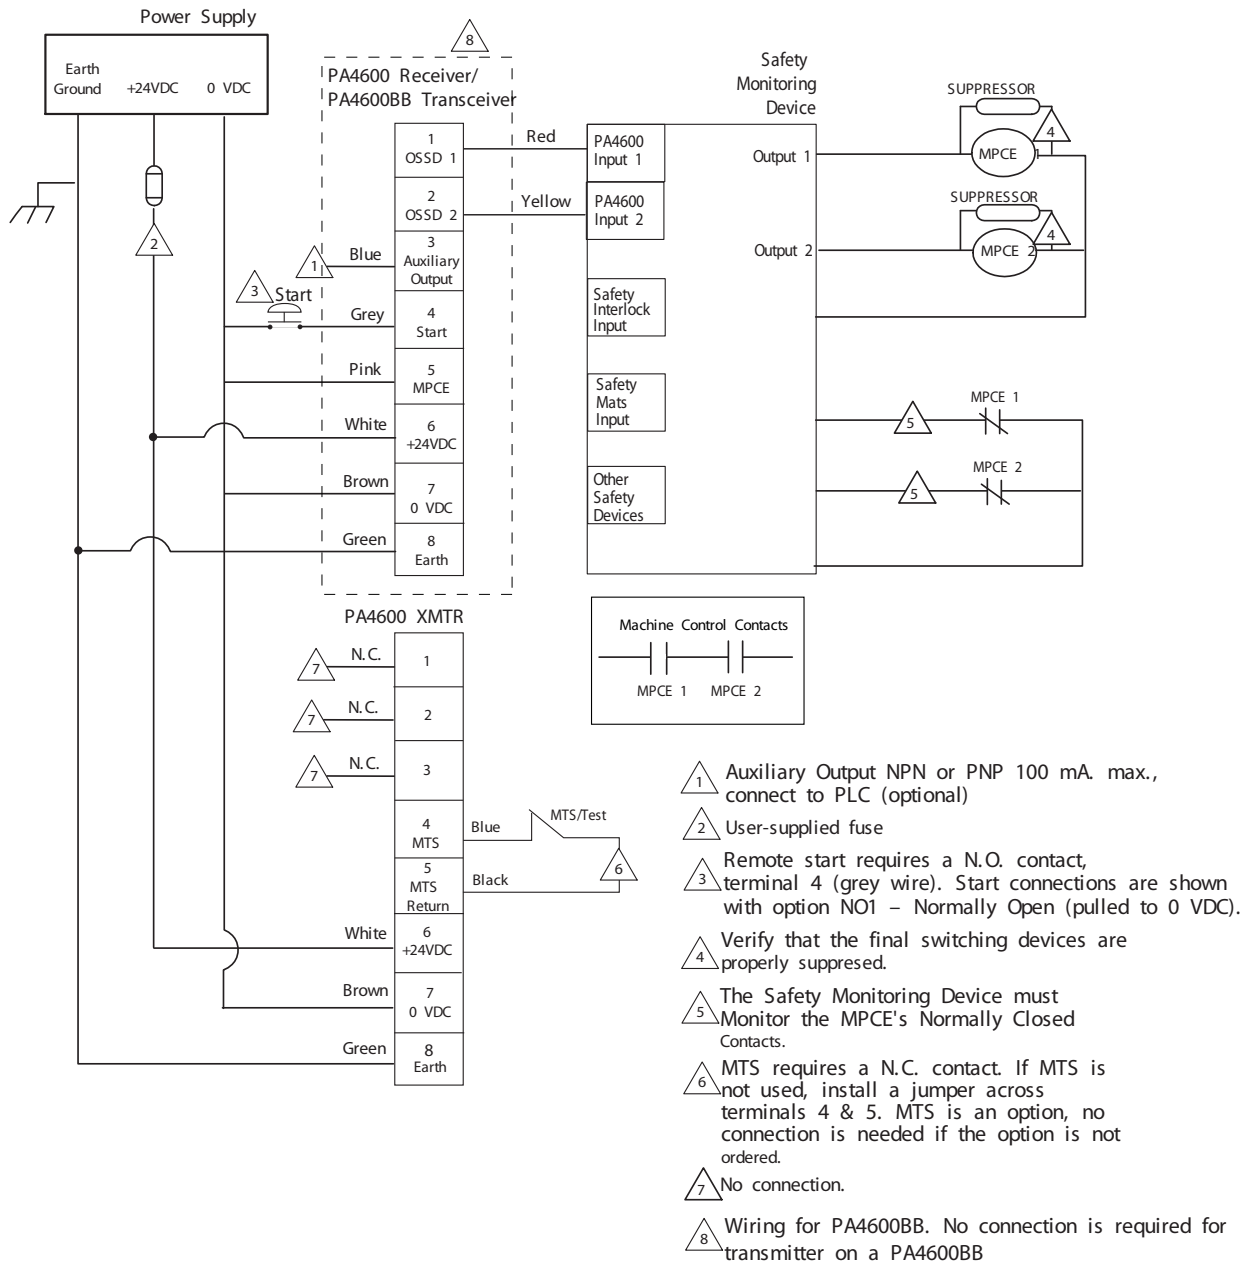 Power Supply
Earth
Ground
+24VDC
0 VDC
8
PA4600 Receiver/
PA4600BB Transceiver
1
OSSD 1
2
OSSD 2
3
Auxiliary
Output
4
Start
5
MPCE
6
+24VDC
7
0 VDC
8
Earth
Red
Yellow
Blue
1
3
Start
Grey
Pink
White
Brown
Green
2
Safety
Monitoring
Device
PA4600
Input 1
PA4600
Input 2
Safety
Interlock
Input
Safety
Mats
Input
Other
Safety
Devices
Output 1
Output 2
SUPPRESSOR
4
MPCE 1
SUPPRESSOR
4
MPCE 2
MPCE 1
5
MPCE 2
5
Machine Control Contacts
MPCE 1 MPCE 2
PA4600 XMTR
7
N.C.
1
7
N.C.
2
7
N.C.
3
4
MTS
Blue
MTS/Test
5
MTS
Return
Black
6
White
6
+24VDC
Brown
7
0 VDC
Green
8
Earth
1 Auxiliary Output NPN or PNP 100 mA. max.,
connect to PLC (optional)
2 User-supplied fuse
3 Remote start requires a N.O. contact,
terminal 4 (grey wire). Start connections are shown
with option NO1 – Normally Open (pulled to 0 VDC).
4 Verify that the final switching devices are
properly suppresed.
5 The Safety Monitoring Device must
Monitor the MPCE's Normally Closed
Contacts.
6 MTS requires a N.C. contact. If MTS is
not used, install a jumper across
terminals 4 & 5. MTS is an option, no
connection is needed if the option is not
ordered.
7 No connection.
8 Wiring for PA4600BB. No connection is required for
transmitter on a PA4600BB